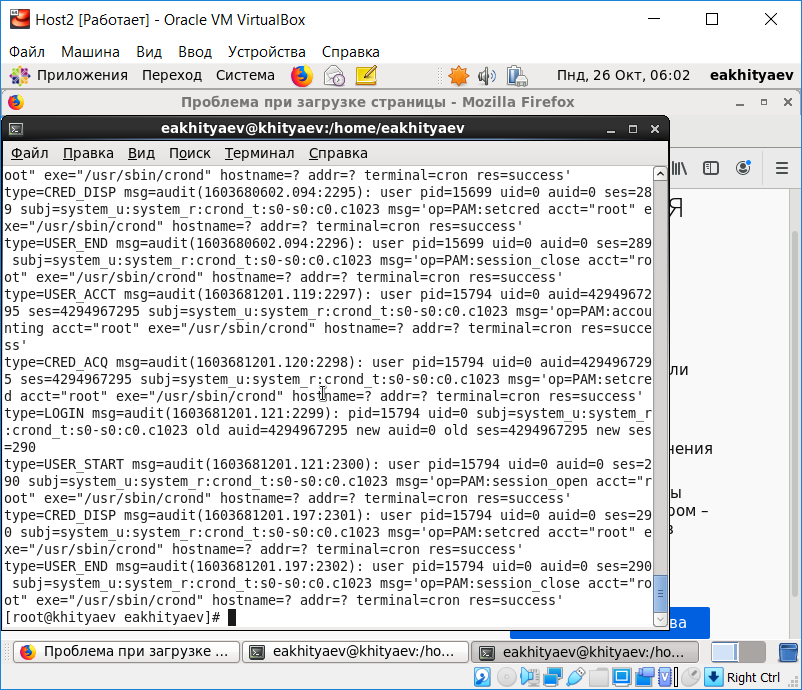 Host2 [Работает] - Oracle VM VirtualBox
Файл Машина Вид Ввод Устройства Справка
Приложения Переход Система Пнд, 26 Окт, 06:02 eakhityaev
Проблема при загрузке страницы - Mozilla Firefox
eakhityaev@khityaev:/home/eakhityaev
Файл Правка Вид Поиск Терминал Справка
oot" exe="/usr/sbin/crond" hostname=? addr=? terminal=cron res=success'
type=CRED_DISP msg=audit(1603680602.094:2295): user pid=15699 uid=0 auid=0 ses=28
9 subj=system_u:system_r:crond_t:s0-s0:c0.c1023 msg='op=PAM:setcred acct="root" e
xe="/usr/sbin/crond" hostname=? addr=? terminal=cron res=success'
type=USER_END msg=audit(1603680602.094:2296): user pid=15699 uid=0 auid=0 ses=289
subj=system_u:system_r:crond_t:s0-s0:c0.c1023 msg='op=PAM:session_close acct="ro
ot" exe="/usr/sbin/crond" hostname=? addr=? terminal=cron res=success'
type=USER_ACCT msg=audit(1603681201.119:2297): user pid=15794 uid=0 auid=42949672
95 ses=4294967295 subj=system_u:system_r:crond_t:s0-s0:c0.c1023 msg='op=PAM:accou
nting acct="root" exe="/usr/sbin/crond" hostname=? addr=? terminal=cron res=succe
ss'
type=CRED_ACQ msg=audit(1603681201.120:2298): user pid=15794 uid=0 auid=429496729
5 ses=4294967295 subj=system_u:system_r:crond_t:s0-s0:c0.c1023 msg='op=PAM:setcre
d acct="root" exe="/usr/sbin/crond" hostname=? addr=? terminal=cron res=success'
type=LOGIN msg=audit(1603681201.121:2299): pid=15794 uid=0 subj=system_u:system_r
:crond_t:s0-s0:c0.c1023 old auid=4294967295 new auid=0 old ses=4294967295 new ses
=290
type=USER_START msg=audit(1603681201.121:2300): user pid=15794 uid=0 auid=0 ses=2
90 subj=system_u:system_r:crond_t:s0-s0:c0.c1023 msg='op=PAM:session_open acct="r
oot" exe="/usr/sbin/crond" hostname=? addr=? terminal=cron res=success'
type=CRED_DISP msg=audit(1603681201.197:2301): user pid=15794 uid=0 auid=0 ses=29
0 subj=system_u:system_r:crond_t:s0-s0:c0.c1023 msg='op=PAM:setcred acct="root" e
xe="/usr/sbin/crond" hostname=? addr=? terminal=cron res=success'
type=USER_END msg=audit(1603681201.197:2302): user pid=15794 uid=0 auid=0 ses=290
subj=system_u:system_r:crond_t:s0-s0:c0.c1023 msg='op=PAM:session_close acct="ro
ot" exe="/usr/sbin/crond" hostname=? addr=? terminal=cron res=success'
[root@khityaev eakhityaev]#
я
ли
нения
ы
ом –
в
ва
Проблема при загрузке ... eakhityaev@khityaev:/ho... eakhityaev@khityaev:/ho...
Right Ctrl